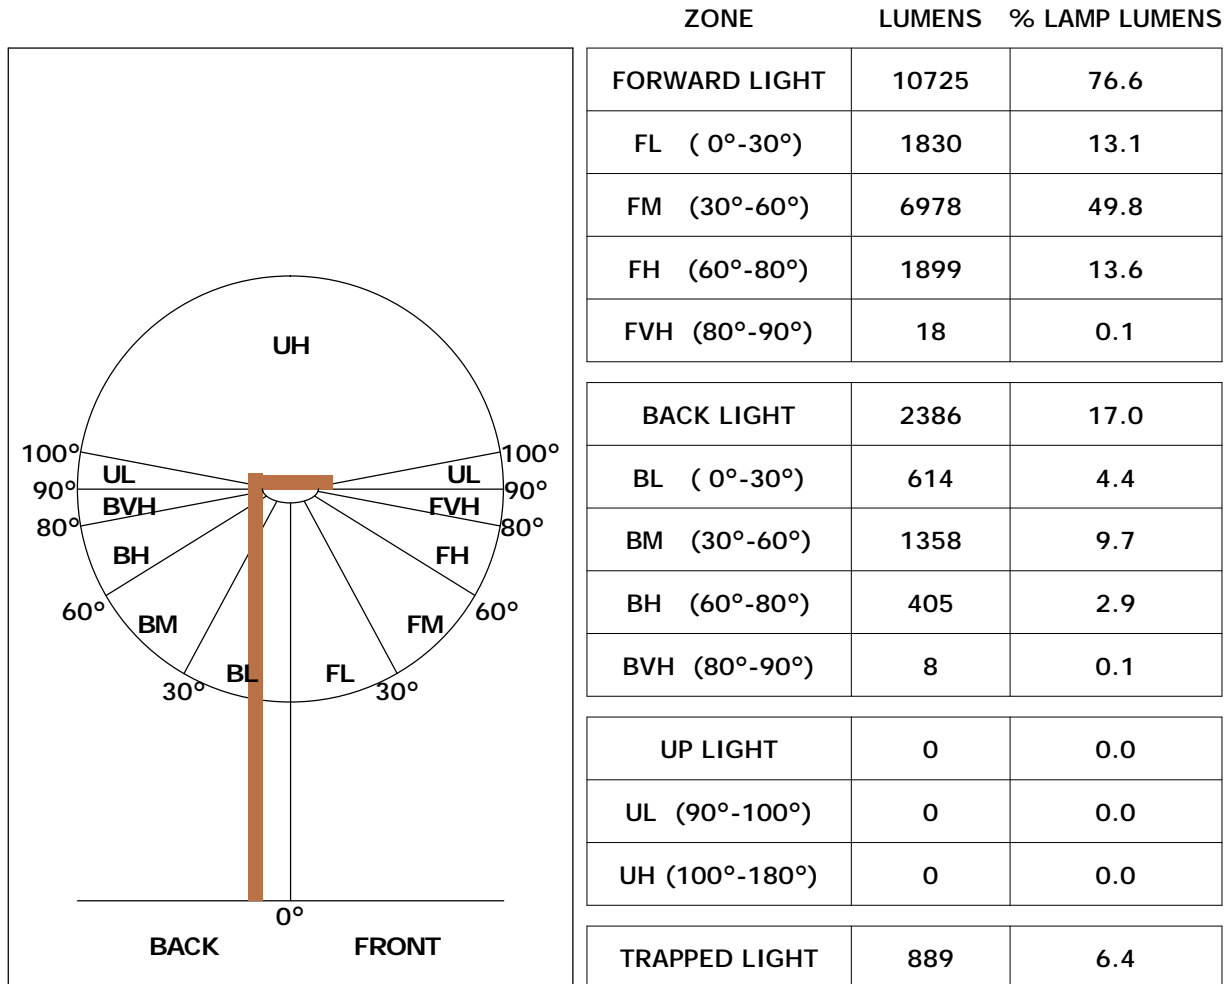 ZONE LUMENS % LAMP LUMENS
FORWARD LIGHT 10725 76.6
FL ( 0°-30°) 1830 13.1
FM (30°-60°) 6978 49.8
FH (60°-80°) 1899 13.6
FVH (80°-90°) 18 0.1
BACK LIGHT 2386 17.0
BL ( 0°-30°) 614 4.4
BM (30°-60°) 1358 9.7
BH (60°-80°) 405 2.9
BVH (80°-90°) 8 0.1
UP LIGHT 0 0.0
UL (90°-100°) 0 0.0
UH (100°-180°) 0 0.0
TRAPPED LIGHT 889 6.4
UH
100° 100°
UL UL
90° 90°
BVH FVH
80° 80°
BH FH
60° 60°
BM FM
BL FL
30° 30°
0°
BACK FRONT